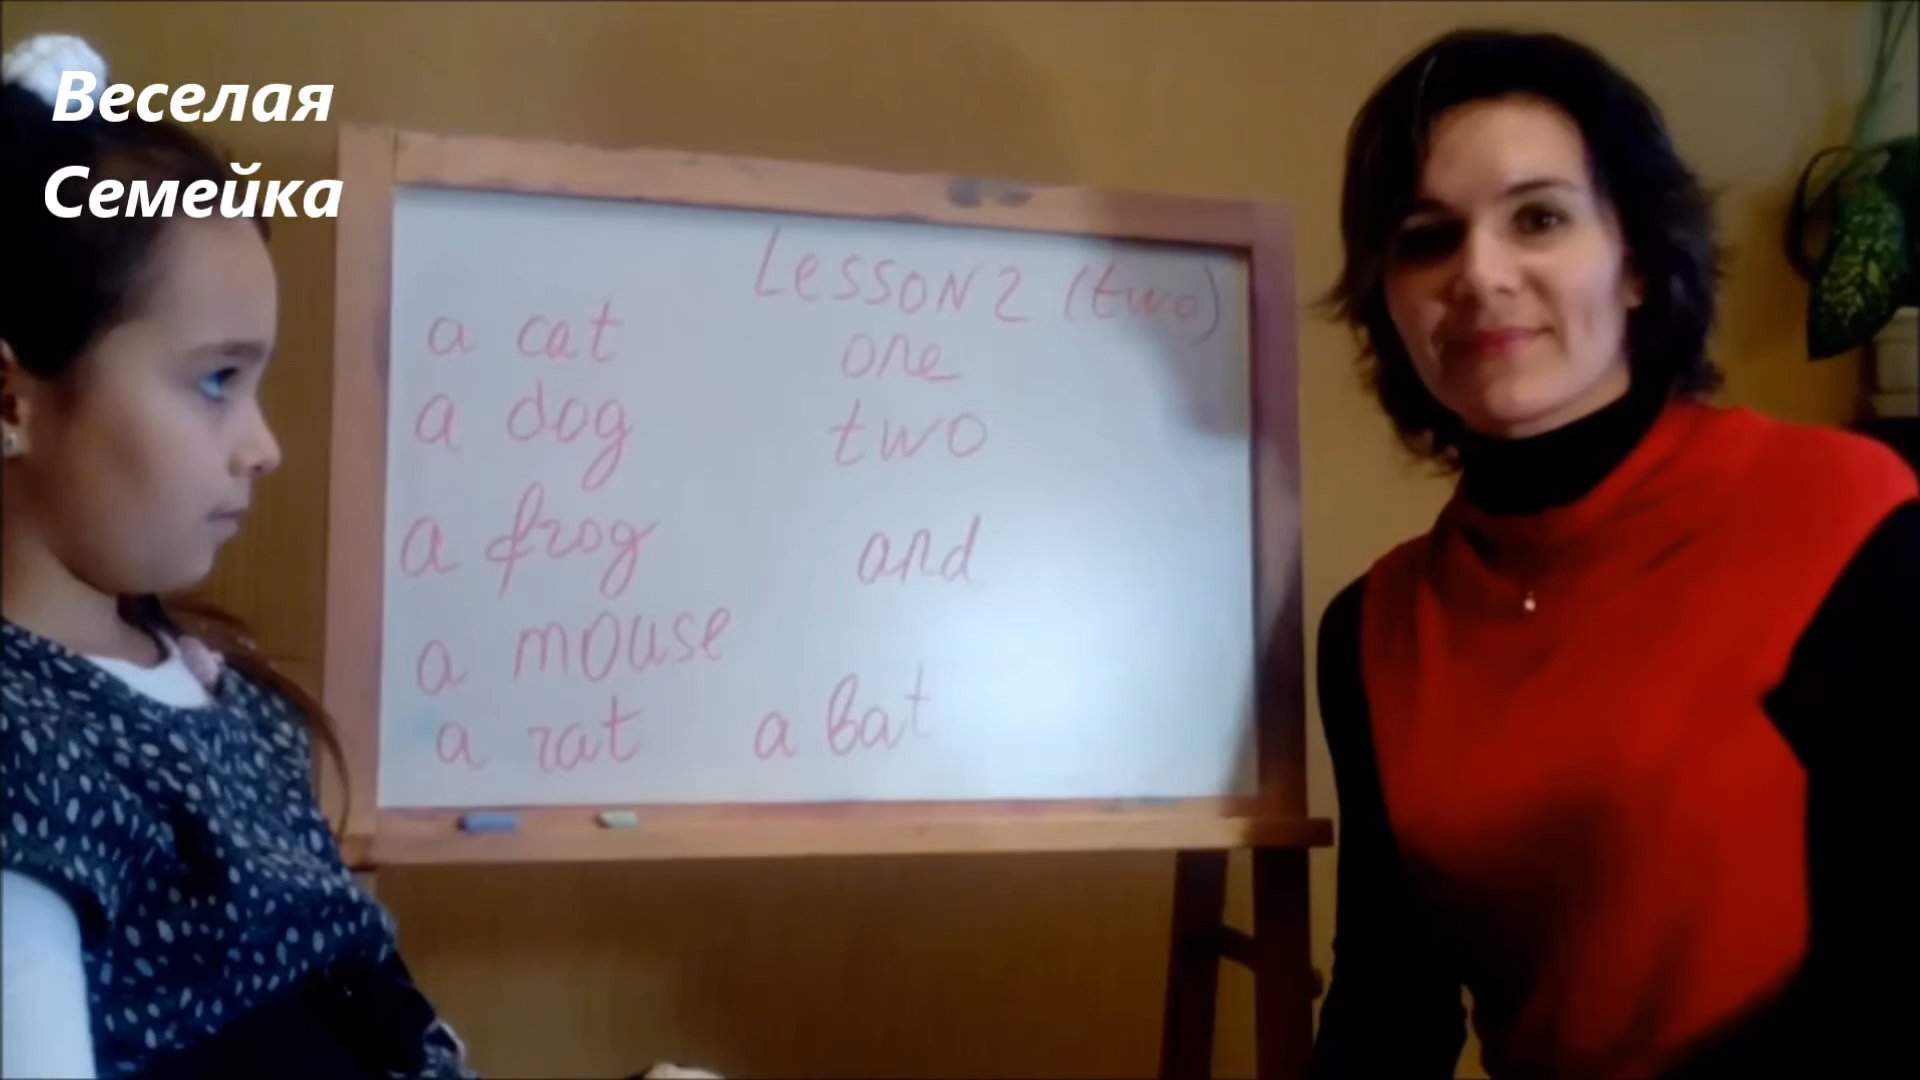 Веселая
Семейка
Lesson 2 (two)
a cat
one
a dog
two
a frog
and
a mouse
a rat
a bat